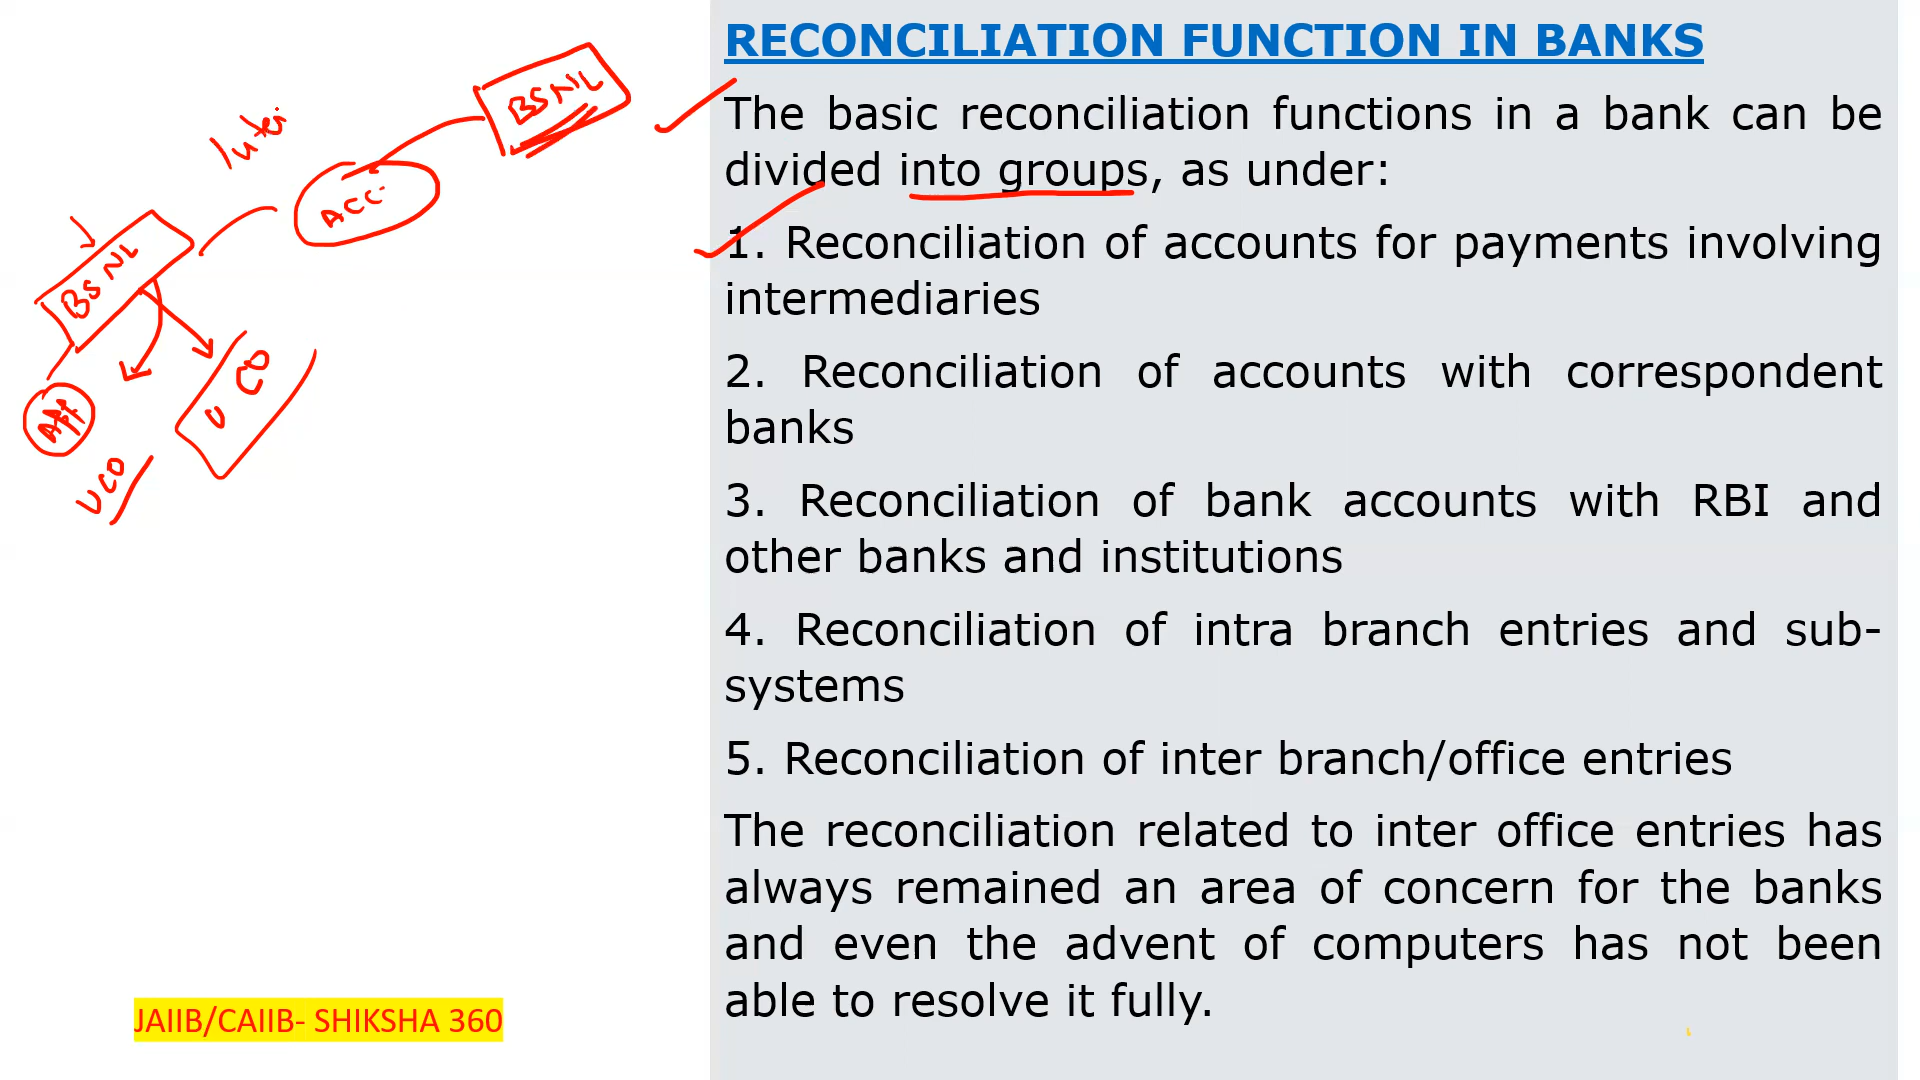 RECONCILIATION FUNCTION IN BANKS
The basic reconciliation functions in a bank can be
divided into groups, as under:
1. Reconciliation of accounts for payments involving
intermediaries
2. Reconciliation of accounts with correspondent
banks
3. Reconciliation of bank accounts with RBI and
other banks and institutions
4. Reconciliation of intra branch entries and sub-
systems
5. Reconciliation of inter branch/office entries
The reconciliation related to inter office entries has
always remained an area of concern for the banks
and even the advent of computers has not been
able to resolve it fully.
BSNL
Inter
ACC
BSNL
UCO
UCO
JAIIB/CAIIB- SHIKSHA 360